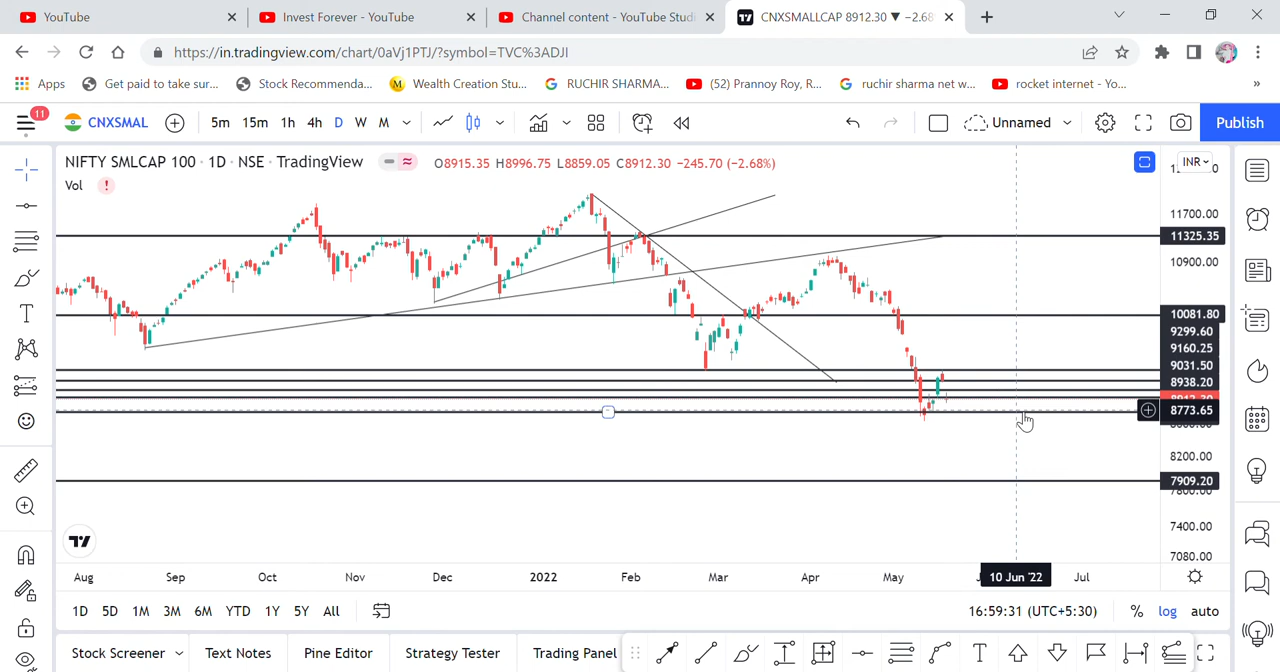 YouTube
Invest Forever - YouTube
Channel content - YouTube Studi
CNXSMALLCAP 8912.30 ▼ −2.68
https://in.tradingview.com/chart/0aVj1PTJ/?symbol=TVC%3ADJI
Apps
Get paid to take sur...
Stock Recommenda...
Wealth Creation Stu...
RUCHIR SHARMA...
(52) Prannoy Roy, R...
ruchir sharma net w...
rocket internet - Yo...
»
11
CNXSMAL
5m 15m 1h 4h D W M
Unnamed
Publish
NIFTY SMLCAP 100 · 1D · NSE · TradingView
O8915.35 H8996.75 L8859.05 C8912.30 −245.70 (−2.68%)
INR
Vol
11700.00
11325.35
10900.00
10081.80
9299.60
9160.25
9031.50
8938.20
8773.65
8200.00
7909.20
7400.00
7080.00
Aug Sep Oct Nov Dec 2022 Feb Mar Apr May 10 Jun '22 Jul
1D 5D 1M 3M 6M YTD 1Y 5Y All
16:59:31 (UTC+5:30)
% log auto
Stock Screener
Text Notes
Pine Editor
Strategy Tester
Trading Panel